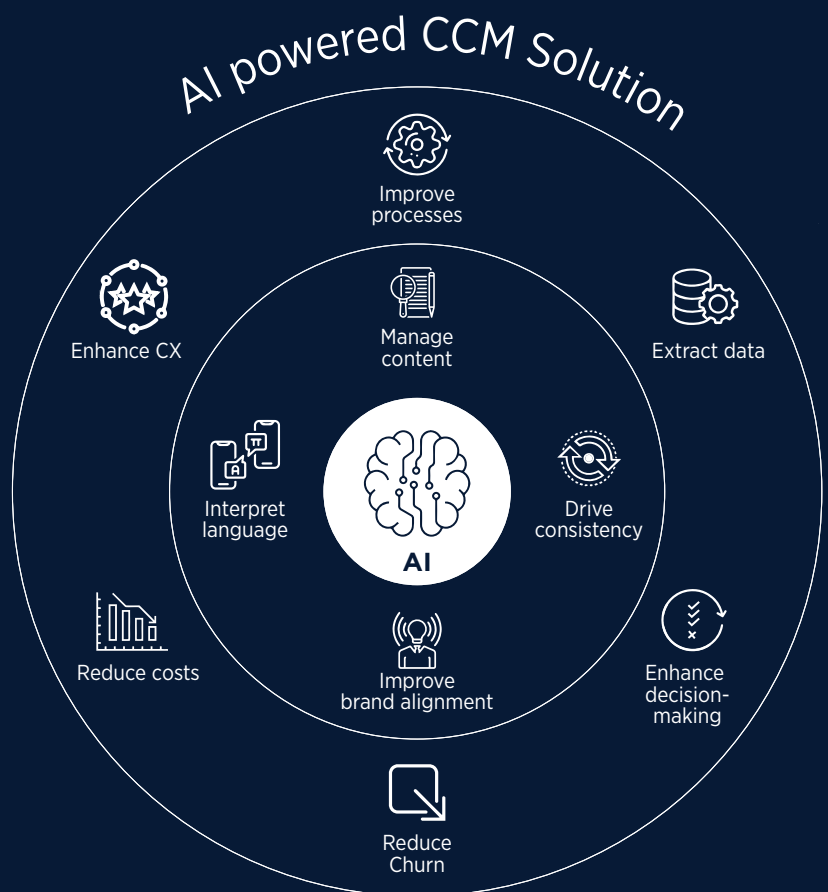 AI powered CCM Solution
Improve
processes
Enhance CX
Extract data
Manage
content
Interpret
language
Drive
consistency
AI
Improve
brand alignment
Reduce costs
Enhance
decision-
making
Reduce
Churn